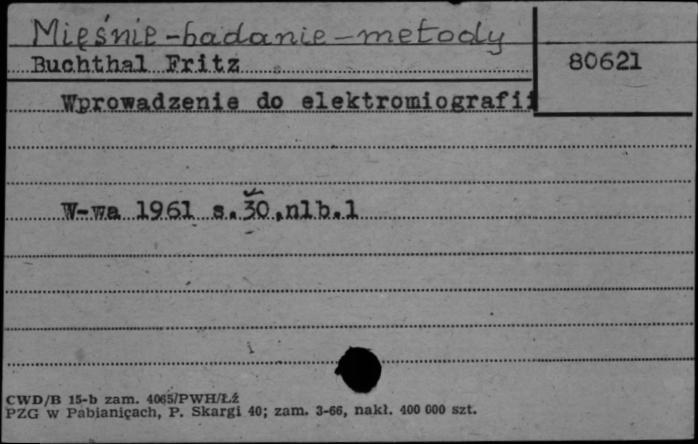 Mięśnie - badanie - metody
Buchthal Fritz
80621
Wprowadzenie do elektromiografii
W-wa 1961 s.30,nlb.1
CWD/B 15-b zam. 4065/PWH/Łź
PZG w Pabianicach, P. Skargi 40; zam. 3-66, nakł. 400 000 szt.